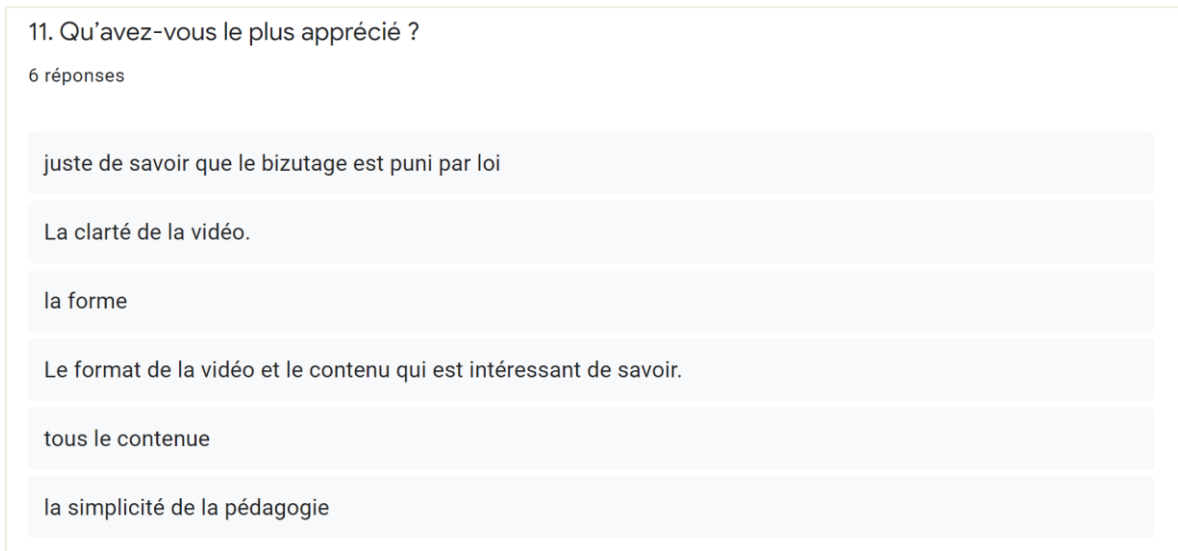 11. Qu’avez-vous le plus apprécié ?
6 réponses
juste de savoir que le bizutage est puni par loi
La clarté de la vidéo.
la forme
Le format de la vidéo et le contenu qui est intéressant de savoir.
tous le contenue
la simplicité de la pédagogie